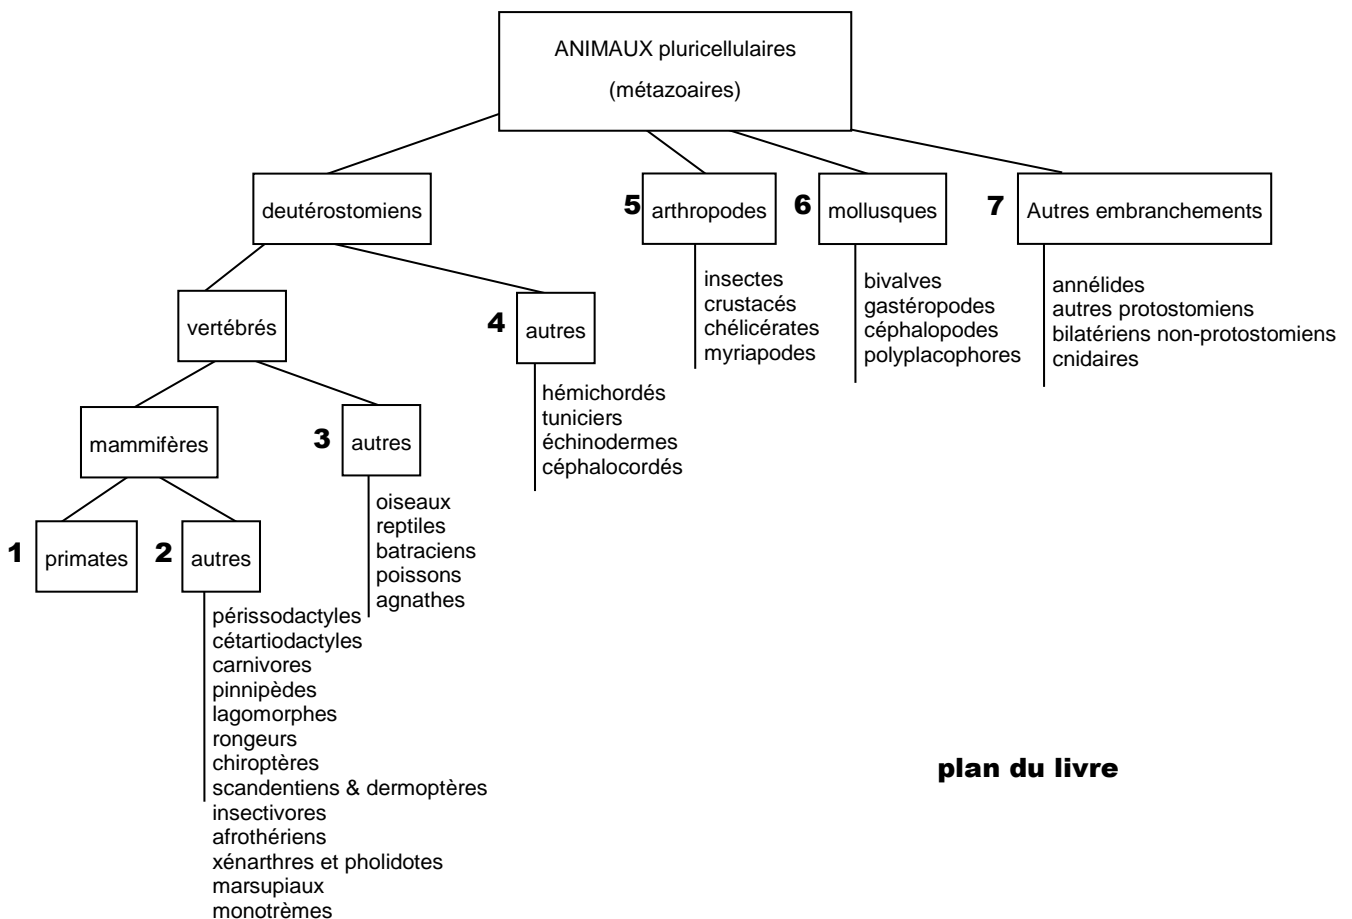 ANIMAUX pluricellulaires
(métazoaires)
deutérostomiens
5 arthropodes
6 mollusques
7 Autres embranchements
insectes
crustacés
chélicérates
myriapodes
bivalves
gastéropodes
céphalopodes
polyplacophores
annélides
autres protostomiens
bilatériens non-protostomiens
cnidaires
vertébrés
4 autres
hémichordés
tuniciers
échinodermes
céphalocordés
mammifères
3 autres
oiseaux
reptiles
batraciens
poissons
agnathes
1 primates
2 autres
périssodactyles
cétartiodactyles
carnivores
pinnipèdes
lagomorphes
rongeurs
chiroptères
scandentiens & dermoptères
insectivores
afrothériens
xénarthres et pholidotes
marsupiaux
monotrèmes
plan du livre